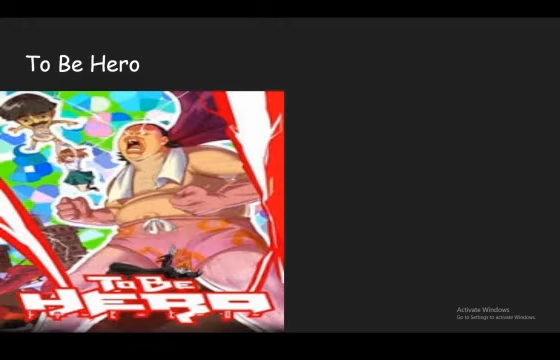 To Be Hero
TO BE
HERO
Activate Windows
Go to Settings to activate Windows.